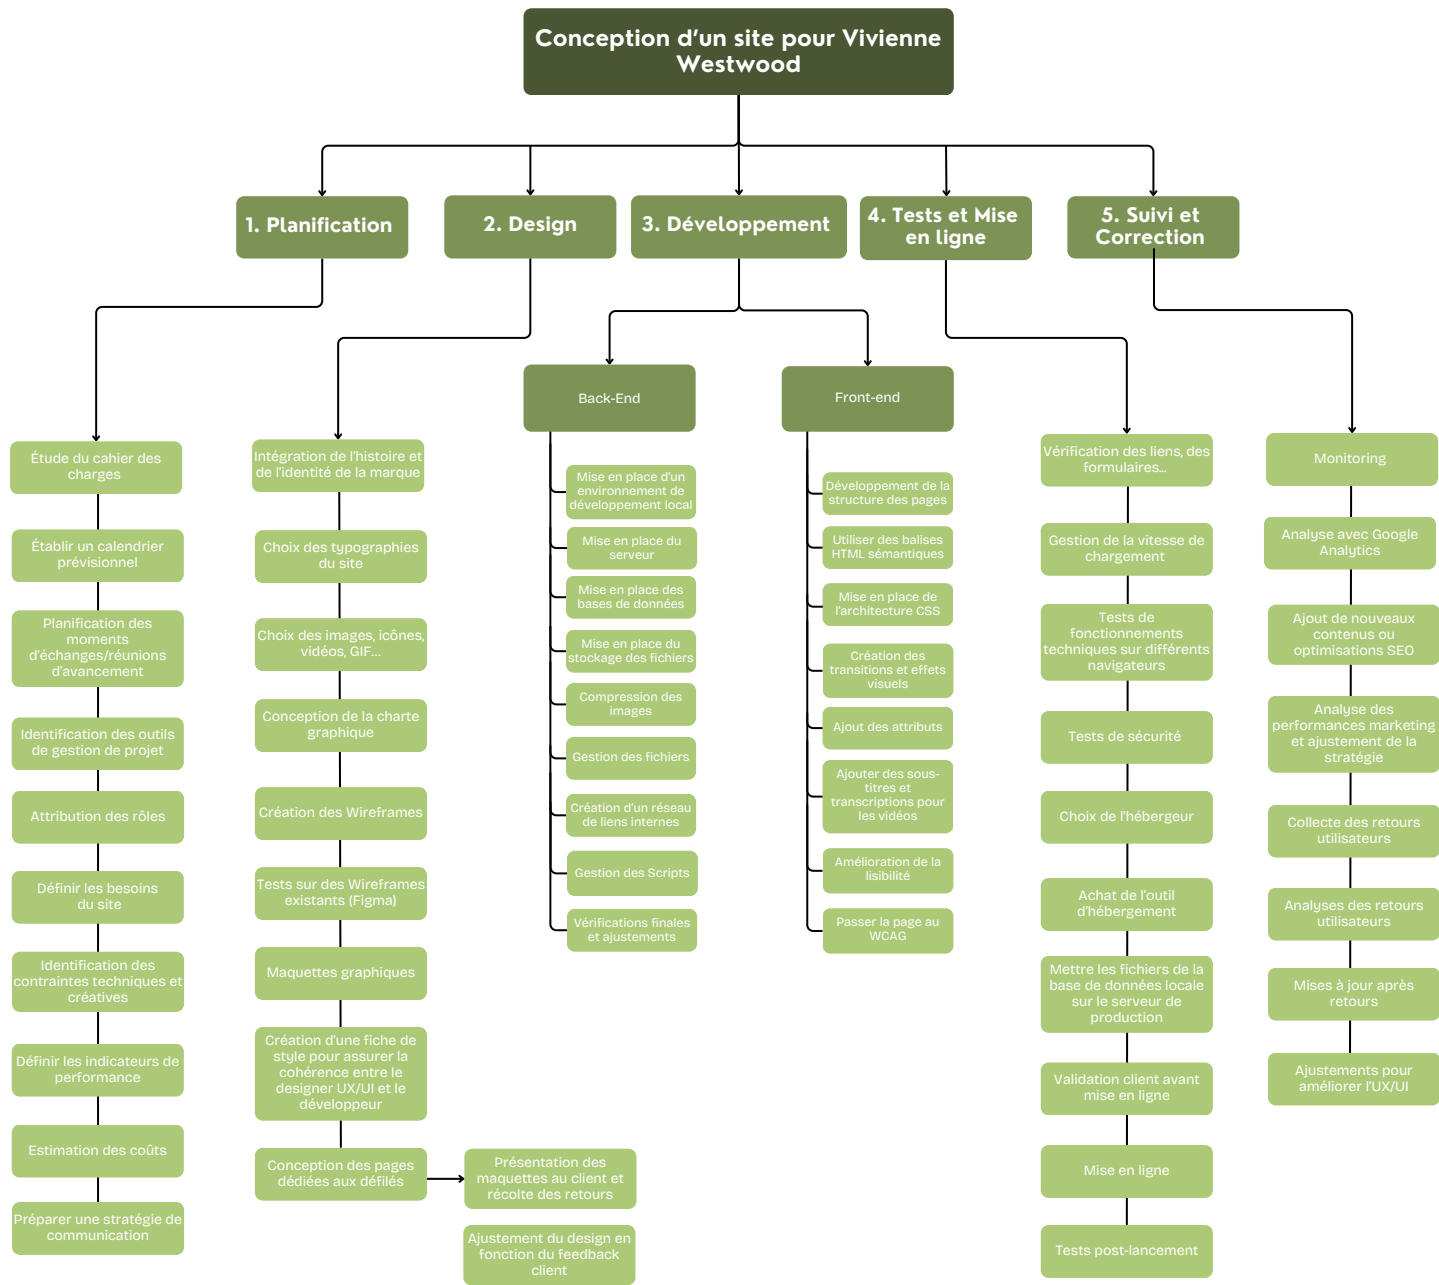 Conception d'un site pour Vivienne
Westwood
1. Planification
2. Design
3. Développement
4. Tests et Mise
en ligne
5. Suivi et
Correction
Étude du cahier des
charges
Établir un calendrier
prévisionnel
Planification des
moments
d'échanges/réunions
d'avancement
Identification des outils
de gestion de projet
Attribution des rôles
Définir les besoins
du site
Identification des
contraintes techniques et
créatives
Définir les indicateurs de
performance
Estimation des coûts
Préparer une stratégie de
communication
Intégration de l'histoire et
de l'identité de la marque
Choix des typographies
du site
Choix des images, icônes,
vidéos, GIF...
Conception de la charte
graphique
Création des Wireframes
Tests sur des Wireframes
existants (Figma)
Maquettes graphiques
Création d'une fiche de
style pour assurer la
cohérence entre le
designer UX/UI et le
développeur
Conception des pages
dédiées aux défilés
Présentation des
maquettes au client et
récolte des retours
Ajustement du design en
fonction du feedback
client
Back-End
Mise en place d'un
environnement de
développement local
Mise en place du
serveur
Mise en place des
bases de données
Mise en place du
stockage des fichiers
Compression des
images
Gestion des fichiers
Création d'un réseau
de liens internes
Gestion des Scripts
Vérifications finales
et ajustements
Front-end
Développement de la
structure des pages
Utiliser des balises
HTML sémantiques
Mise en place de
l'architecture CSS
Création des
transitions et effets
visuels
Ajout des attributs
Ajouter des sous-
titres et
transcriptions pour
les vidéos
Amélioration de la
lisibilité
Passer la page au
WCAG
Vérification des liens, des
formulaires...
Gestion de la vitesse de
chargement
Tests de
fonctionnements
techniques sur différents
navigateurs
Tests de sécurité
Choix de l'hébergeur
Achat de l'outil
d'hébergement
Mettre les fichiers de la
base de données locale
sur le serveur de
production
Validation client avant
mise en ligne
Mise en ligne
Tests post-lancement
Monitoring
Analyse avec Google
Analytics
Ajout de nouveaux
contenus ou
optimisations SEO
Analyse des
performances marketing
et ajustement de la
stratégie
Collecte des retours
utilisateurs
Analyses des retours
utilisateurs
Mises à jour après
retours
Ajustements pour
améliorer l'UX/UI